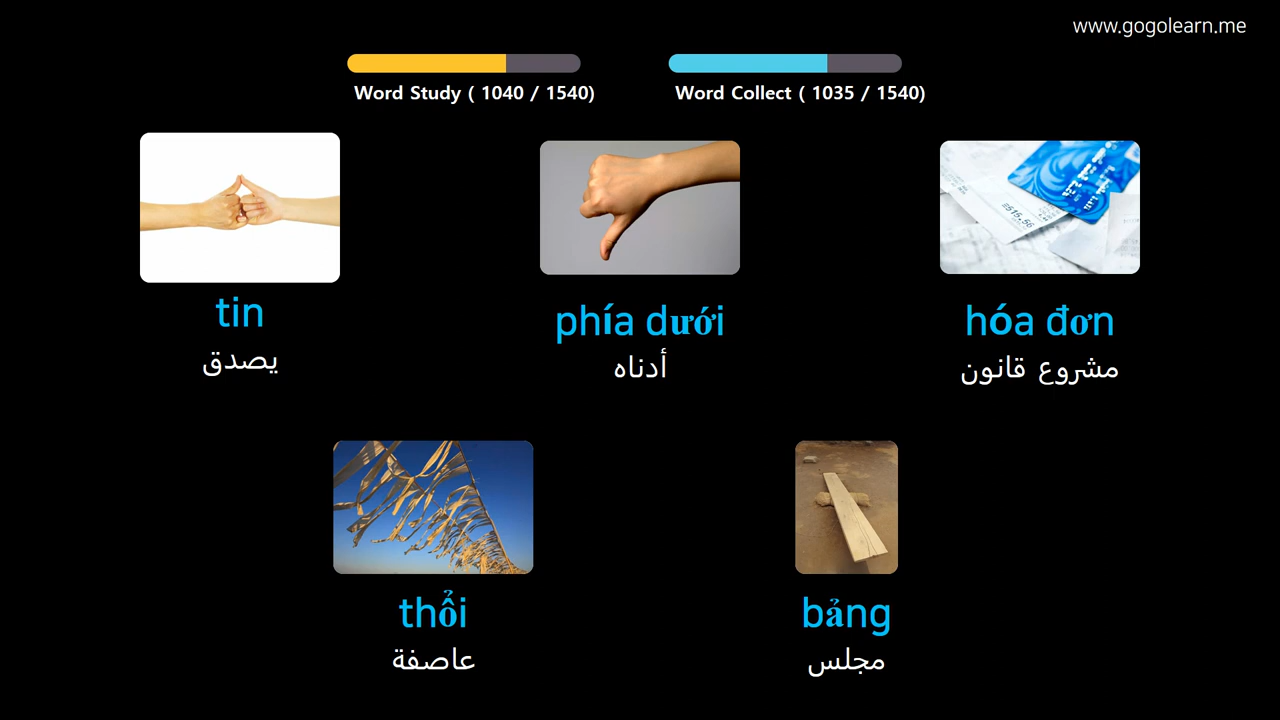 www.gogolearn.me
Word Study ( 1040 / 1540)
Word Collect ( 1035 / 1540)
tin
يصدق
phía dưới
أدناه
hóa đơn
مشروع قانون
thổi
عاصفة
bảng
مجلس